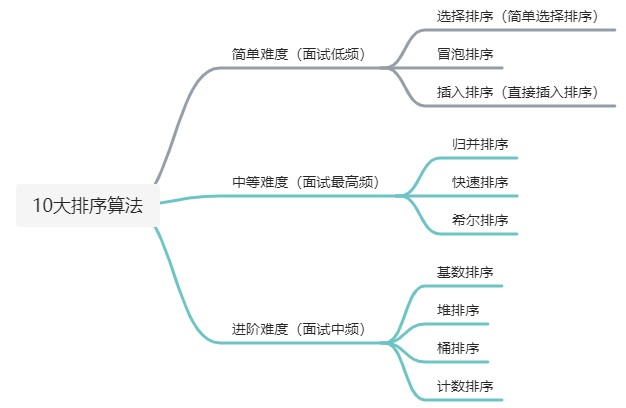 10大排序算法
简单难度（面试低频）
选择排序（简单选择排序）
冒泡排序
插入排序（直接插入排序）
中等难度（面试最高频）
归并排序
快速排序
希尔排序
进阶难度（面试中频）
基数排序
堆排序
桶排序
计数排序